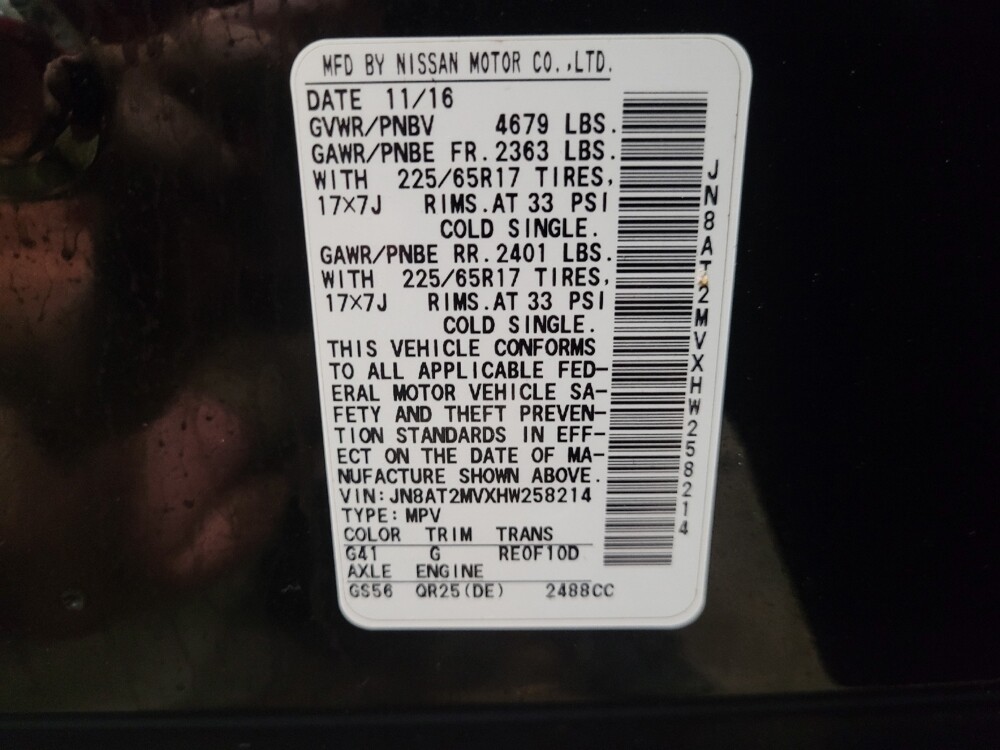 MFD BY NISSAN MOTOR CO.,LTD.
DATE 11/16
GVWR/PNBV 4679 LBS.
GAWR/PNBE FR.2363 LBS.
WITH 225/65R17 TIRES,
17×7J RIMS.AT 33 PSI
COLD SINGLE.
GAWR/PNBE RR.2401 LBS.
WITH 225/65R17 TIRES,
17×7J RIMS.AT 33 PSI
COLD SINGLE.
THIS VEHICLE CONFORMS
TO ALL APPLICABLE FED-
ERAL MOTOR VEHICLE SA-
FETY AND THEFT PREVEN-
TION STANDARDS IN EFF-
ECT ON THE DATE OF MA-
NUFACTURE SHOWN ABOVE.
VIN:JN8AT2MVXHW258214
TYPE:MPV
COLOR TRIM TRANS
G41 G RE0F10D
AXLE ENGINE
GS56 QR25(DE) 2488CC
JN8AT2MVXHW258214